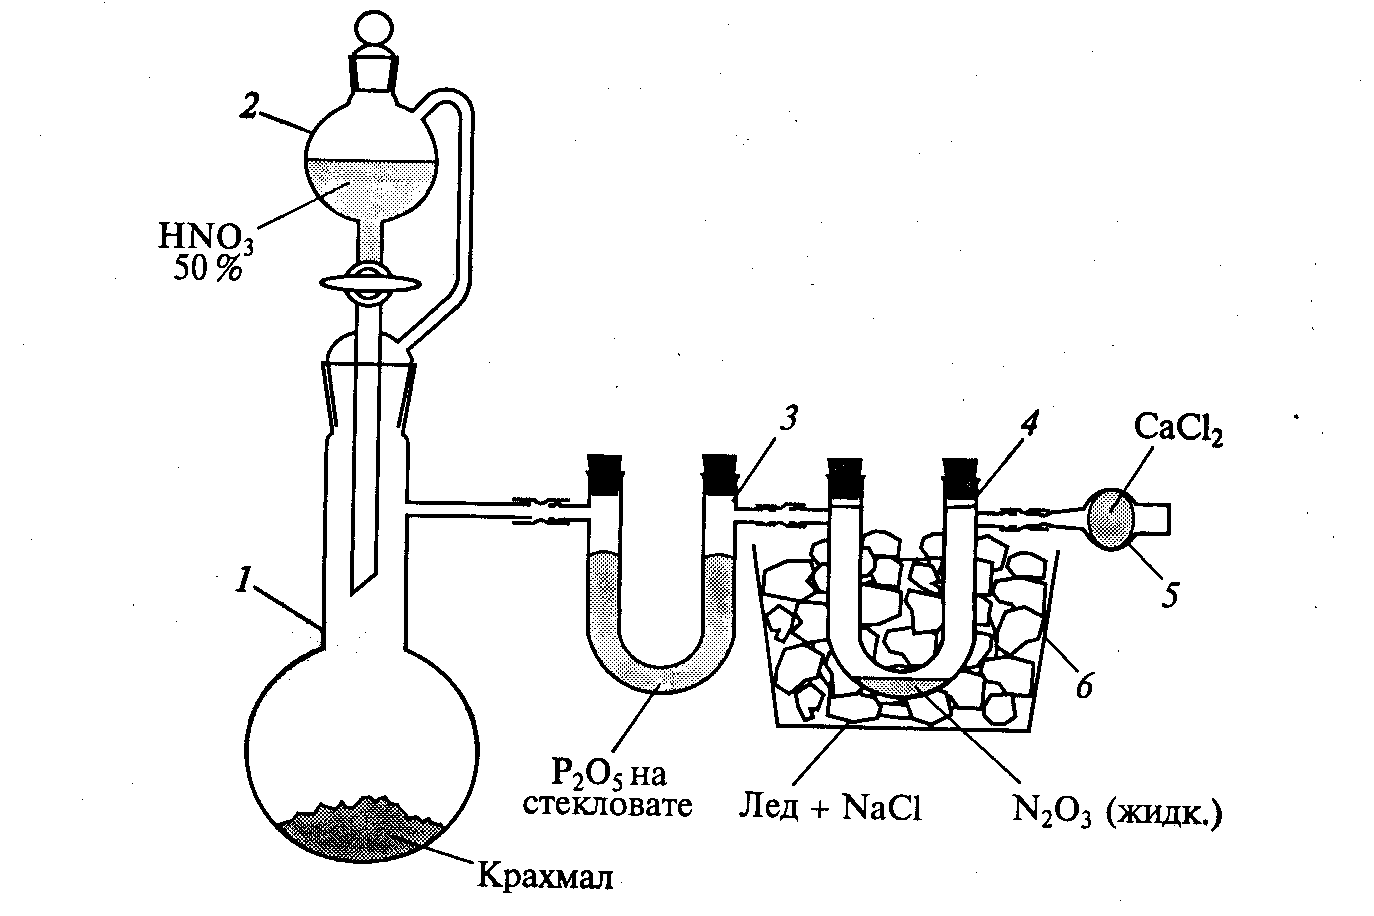 2
HNO₃
50 %
3
4
CaCl₂
1
5
6
P₂O₅ на
стекловате
Лед + NaCl
N₂O₃ (жидк.)
Крахмал